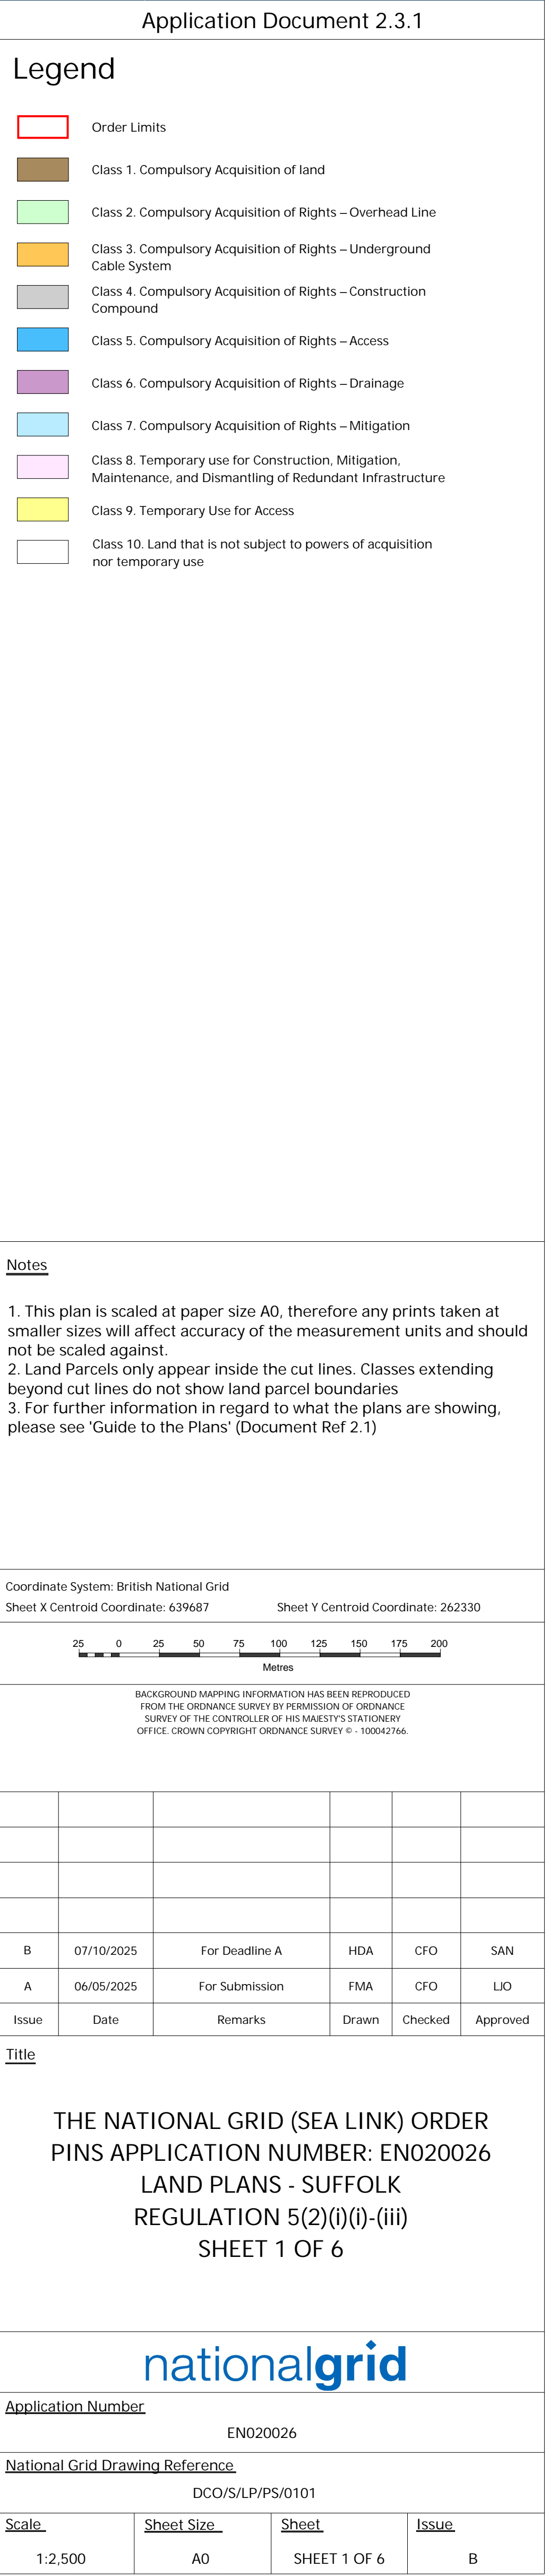 Application Document 2.3.1
Legend
Order Limits
Class 1. Compulsory Acquisition of land
Class 2. Compulsory Acquisition of Rights – Overhead Line
Class 3. Compulsory Acquisition of Rights – Underground
Cable System
Class 4. Compulsory Acquisition of Rights – Construction
Compound
Class 5. Compulsory Acquisition of Rights – Access
Class 6. Compulsory Acquisition of Rights – Drainage
Class 7. Compulsory Acquisition of Rights – Mitigation
Class 8. Temporary use for Construction, Mitigation,
Maintenance, and Dismantling of Redundant Infrastructure
Class 9. Temporary Use for Access
Class 10. Land that is not subject to powers of acquisition
nor temporary use
Notes
1. This plan is scaled at paper size A0, therefore any prints taken at
smaller sizes will affect accuracy of the measurement units and should
not be scaled against.
2. Land Parcels only appear inside the cut lines. Classes extending
beyond cut lines do not show land parcel boundaries
3. For further information in regard to what the plans are showing,
please see 'Guide to the Plans' (Document Ref 2.1)
Coordinate System: British National Grid
Sheet X Centroid Coordinate: 639687 Sheet Y Centroid Coordinate: 262330
25 0 25 50 75 100 125 150 175 200
Metres
BACKGROUND MAPPING INFORMATION HAS BEEN REPRODUCED
FROM THE ORDNANCE SURVEY BY PERMISSION OF ORDNANCE
SURVEY OF THE CONTROLLER OF HIS MAJESTY'S STATIONERY
OFFICE. CROWN COPYRIGHT ORDNANCE SURVEY © - 100042766.
B 07/10/2025 For Deadline A HDA CFO SAN
A 06/05/2025 For Submission FMA CFO LJO
Issue Date Remarks Drawn Checked Approved
Title
THE NATIONAL GRID (SEA LINK) ORDER
PINS APPLICATION NUMBER: EN020026
LAND PLANS - SUFFOLK
REGULATION 5(2)(i)(i)-(iii)
SHEET 1 OF 6
nationalgrid
Application Number
EN020026
National Grid Drawing Reference
DCO/S/LP/PS/0101
Scale Sheet Size Sheet Issue
1:2,500 A0 SHEET 1 OF 6 B